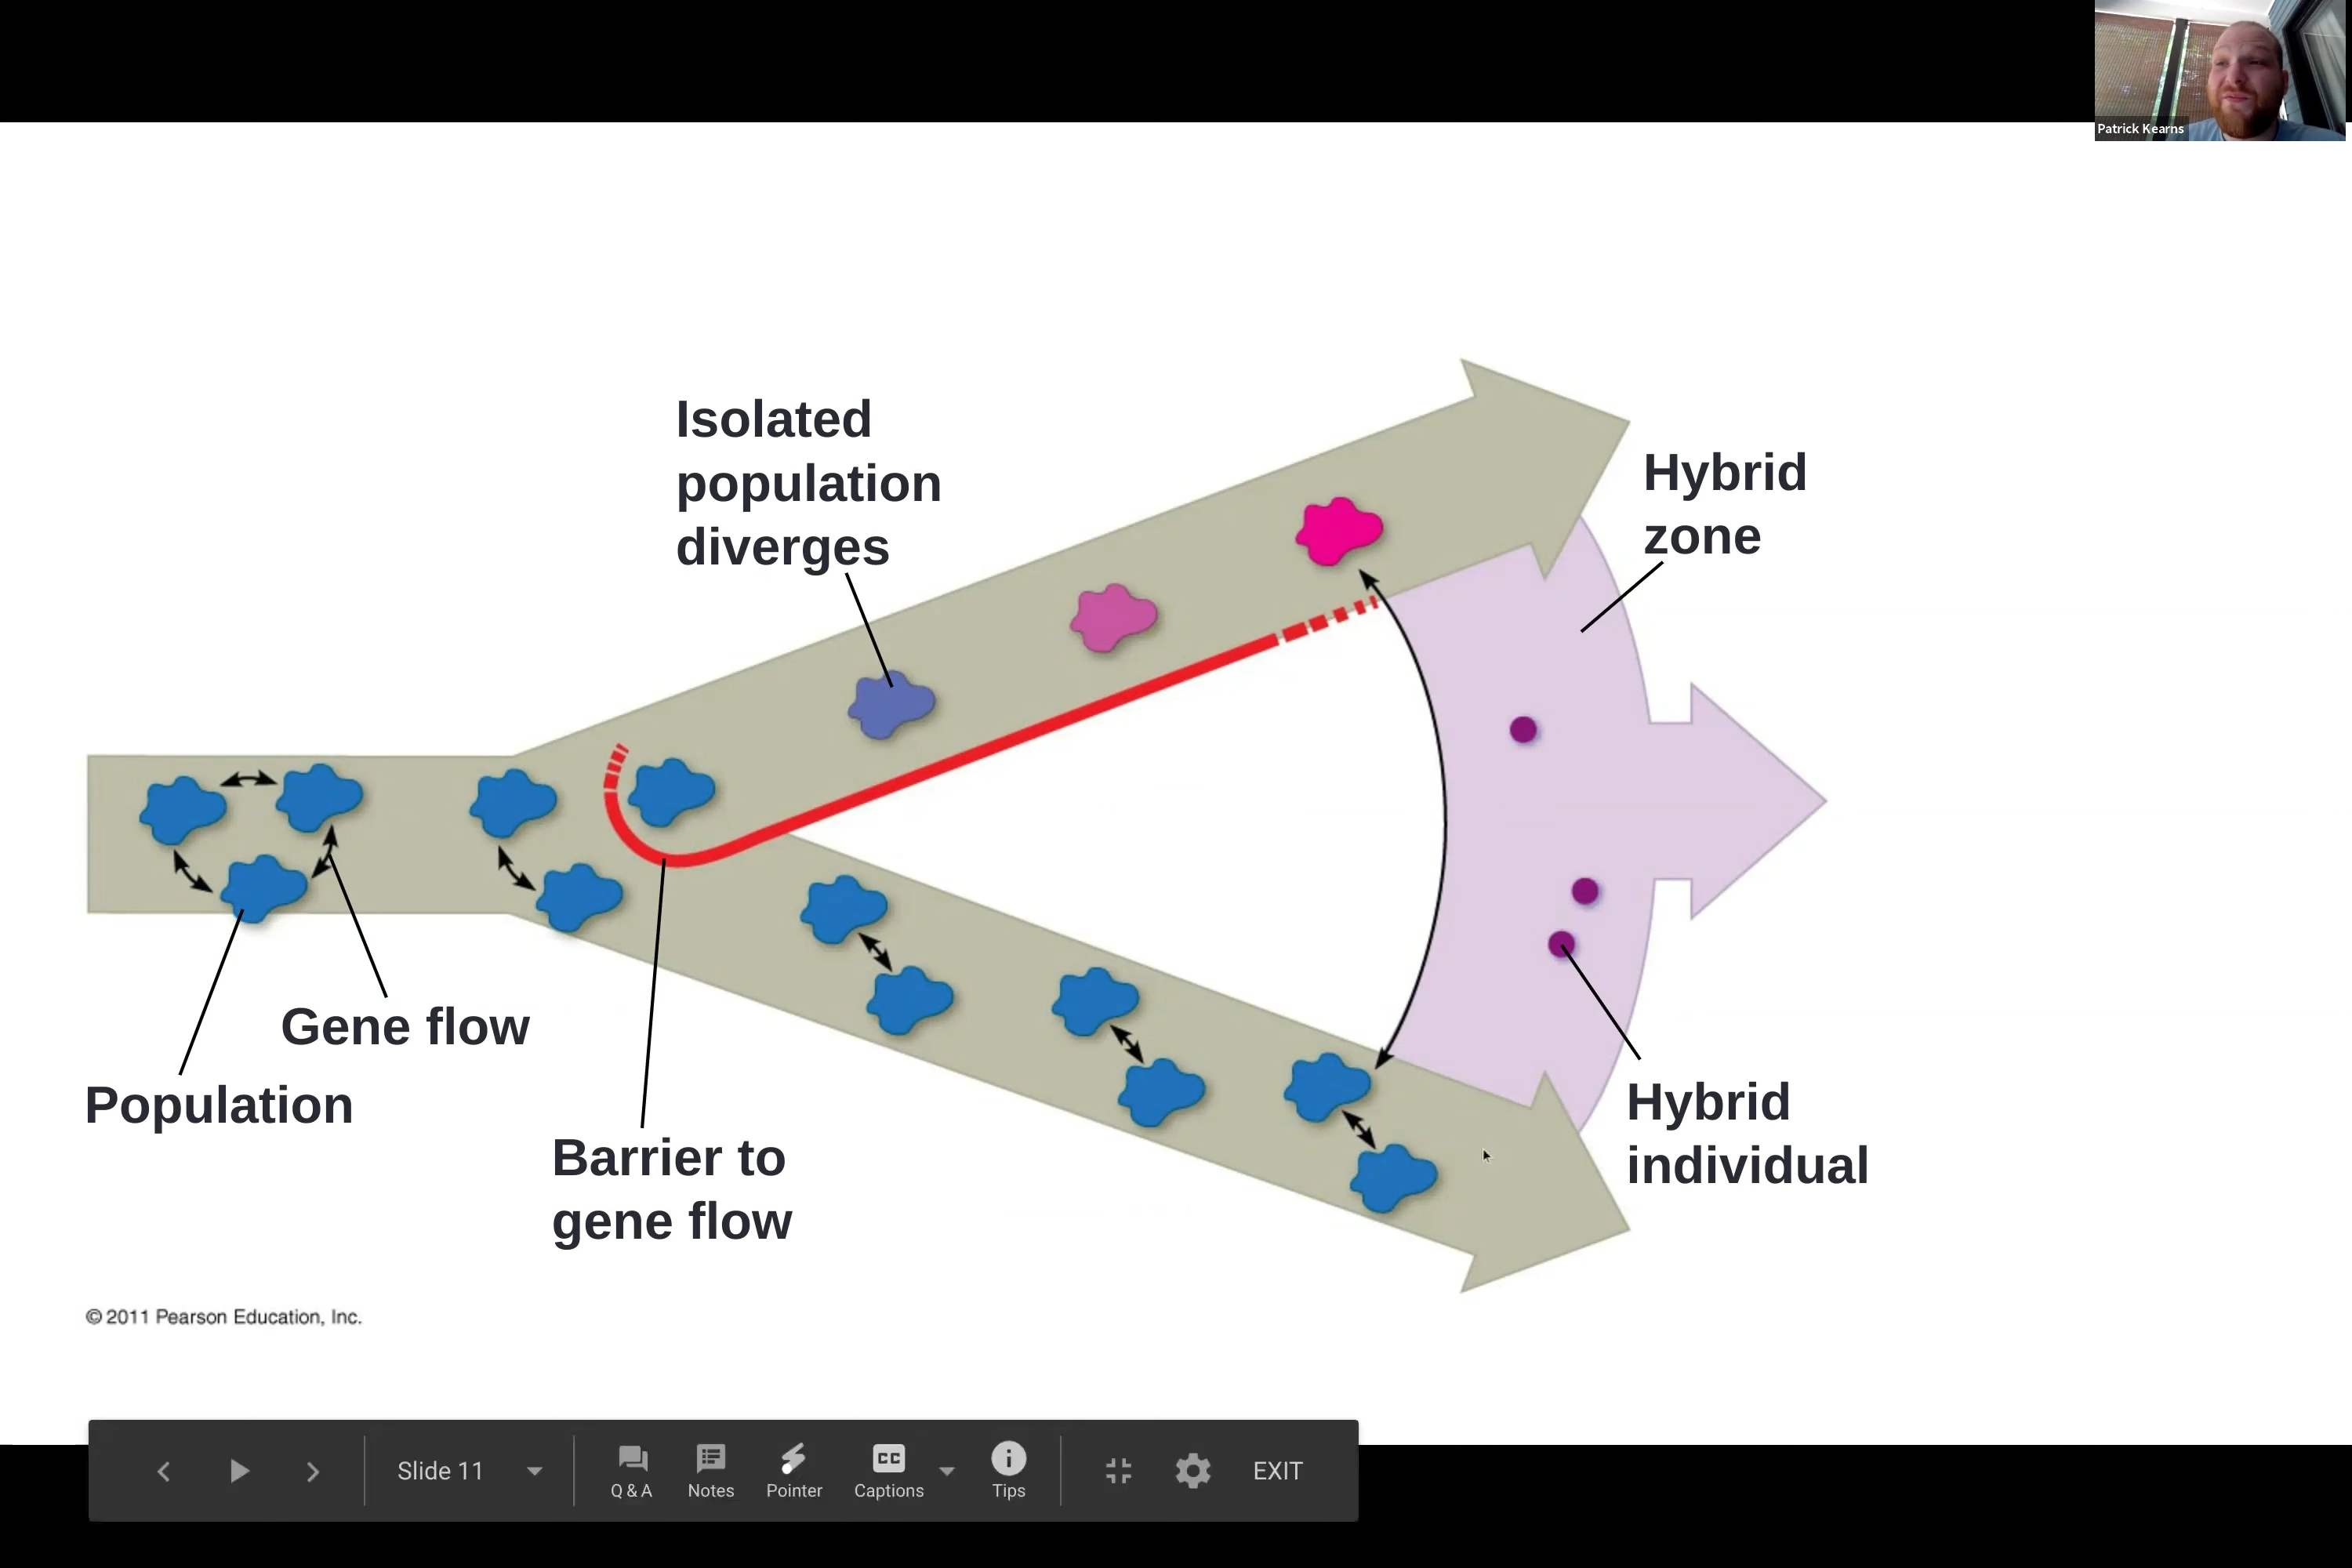 Patrick Kearns
Isolated
population
diverges
Hybrid
zone
Gene flow
Population
Barrier to
gene flow
Hybrid
individual
© 2011 Pearson Education, Inc.
Slide 11
Q & A
Notes
Pointer
CC
Captions
Tips
EXIT